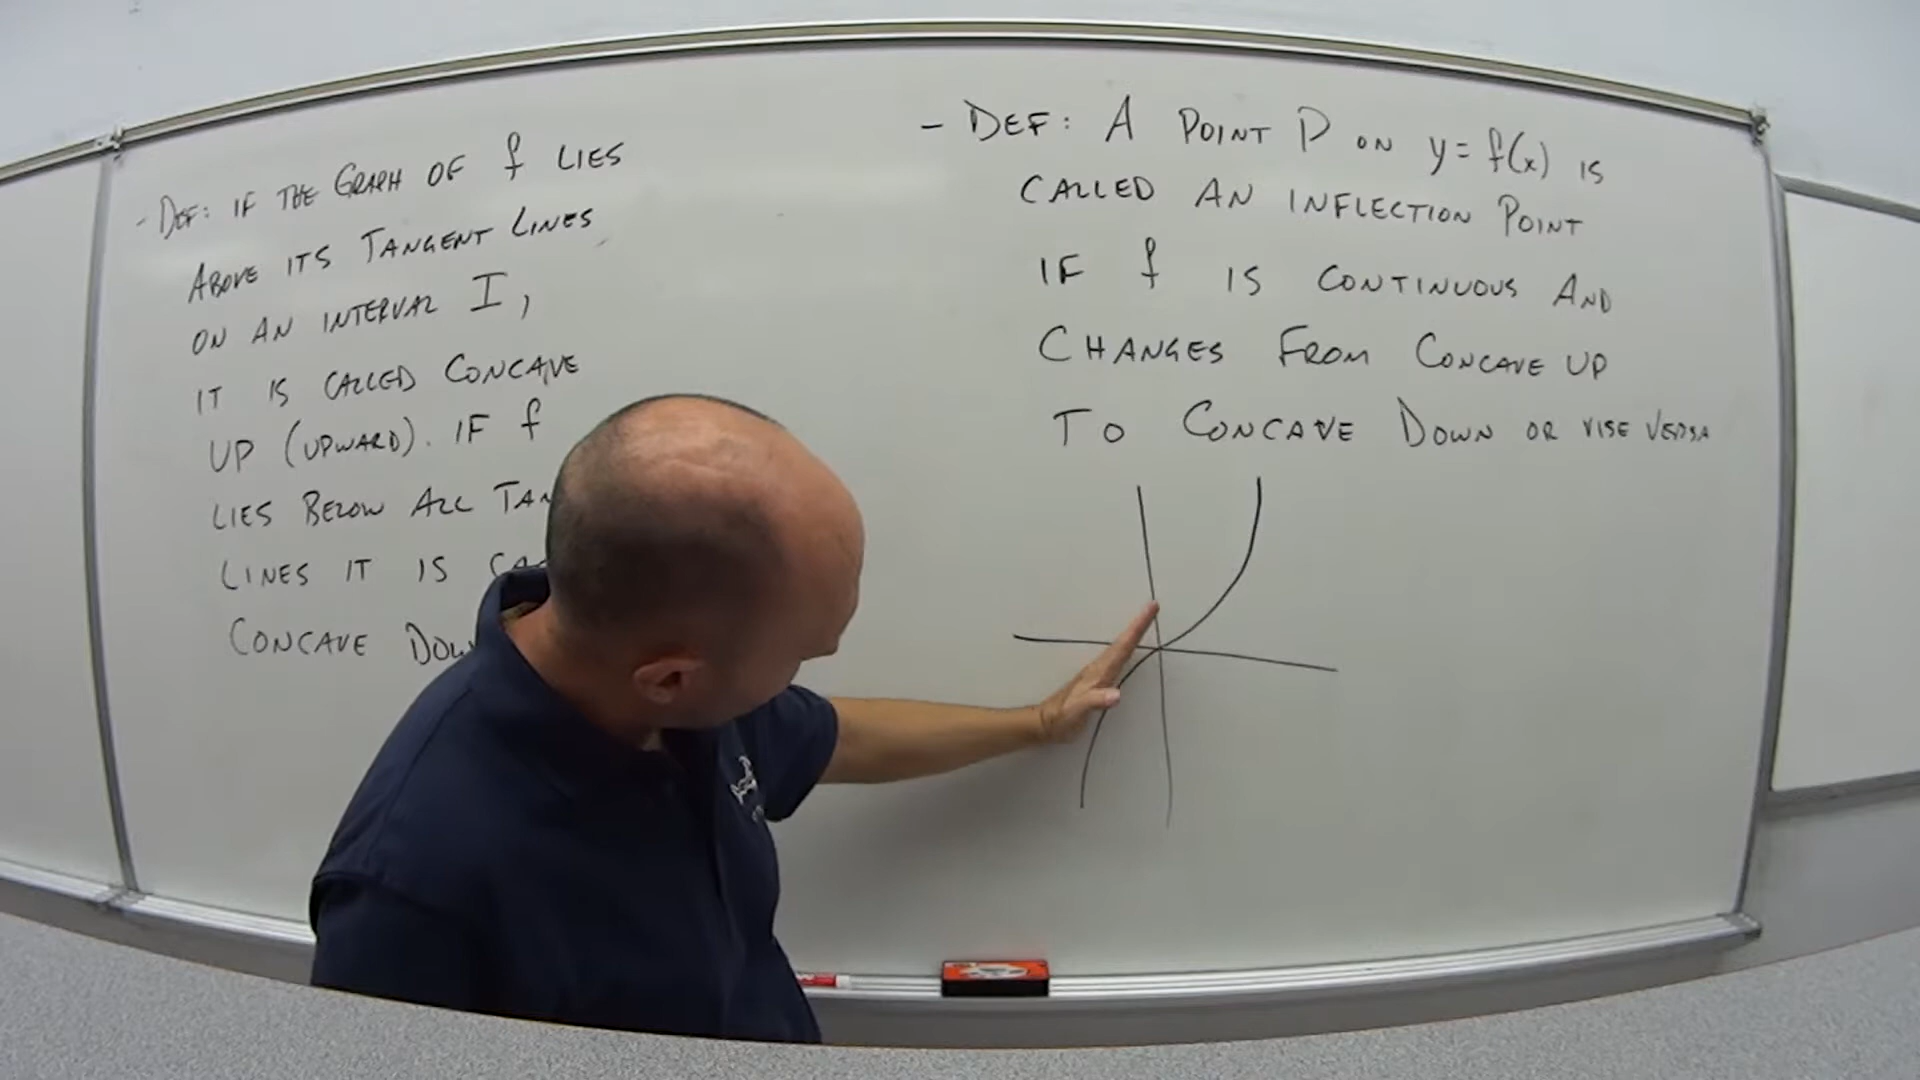 - DEF: IF THE GRAPH OF f LIES
ABOVE ITS TANGENT LINES
ON AN INTERVAL I,
IT IS CALLED CONCAVE
UP (UPWARD). IF f
LIES BELOW ALL TAN
LINES IT IS
CONCAVE DOW
- DEF: A POINT P ON y = f(x) IS
CALLED AN INFLECTION POINT
IF f IS CONTINUOUS AND
CHANGES FROM CONCAVE UP
TO CONCAVE DOWN OR VISE VERSA